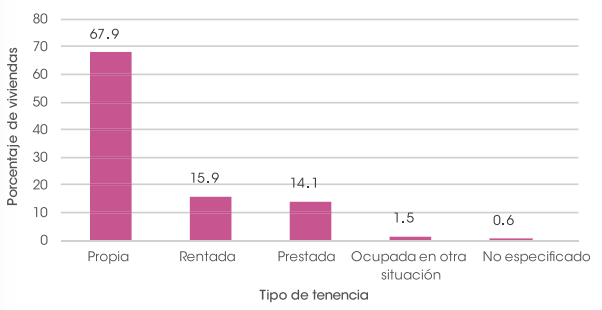 Porcentaje de viviendas
80
70
60
50
40
30
20
10
0
67.9
15.9
14.1
1.5
0.6
Propia
Rentada
Prestada
Ocupada en otra
situación
No especificado
Tipo de tenencia